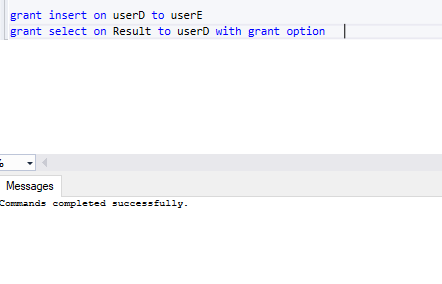 grant insert on userD to userE
grant select on Result to userD with grant option
%
Messages
Commands completed successfully.